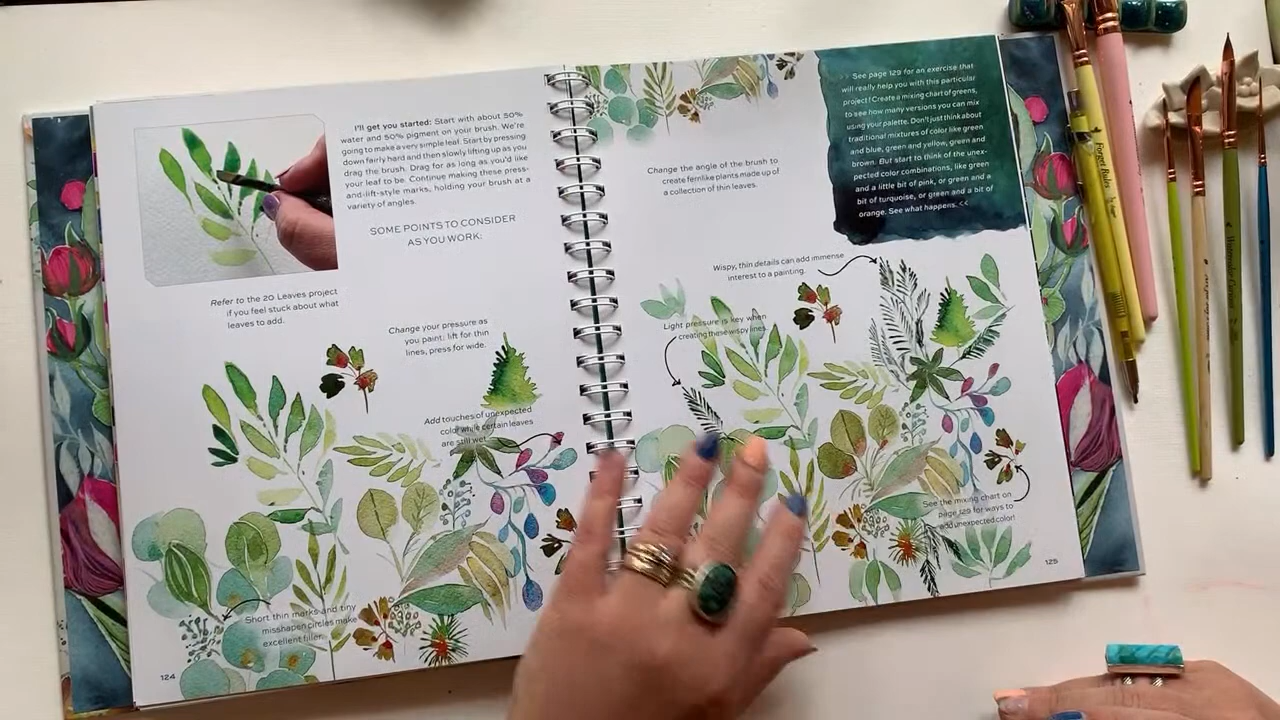 I'll get you started: Start with about 50%
water and 50% pigment on your brush. We're
going to make a very simple leaf. Start by pressing
down fairly hard and then slowly lifting up as you
drag the brush. Drag for as long as you'd like
your leaf to be. Continue making these press-
and-lift-style marks, holding your brush at a
variety of angles.
SOME POINTS TO CONSIDER
AS YOU WORK:
Refer to the 20 Leaves project
if you feel stuck about what
leaves to add.
Change your pressure as
you paint: lift for thin
lines, press for wide.
Add touches of unexpected
color while certain leaves
are still wet.
Short thin marks and tiny
misshapen circles make
excellent filler.
124
Change the angle of the brush to
create fernlike plants made up of
a collection of thin leaves.
>> See page 129 for an exercise that
will really help you with this particular
project! Create a mixing chart of greens,
to see how many versions you can mix
using your palette. Don't just think about
traditional mixtures of color like green
and blue, green and yellow, green and
brown. But start to think of the unex-
pected color combinations, like green
and a little bit of pink, or green and a
bit of turquoise, or green and a bit of
orange. See what happens. <<
Wispy, thin details can add immense
interest to a painting.
Light pressure is key when
creating these wispy lines.
See the mixing chart on
page 129 for ways to
add unexpected color!
125
Forget Rules